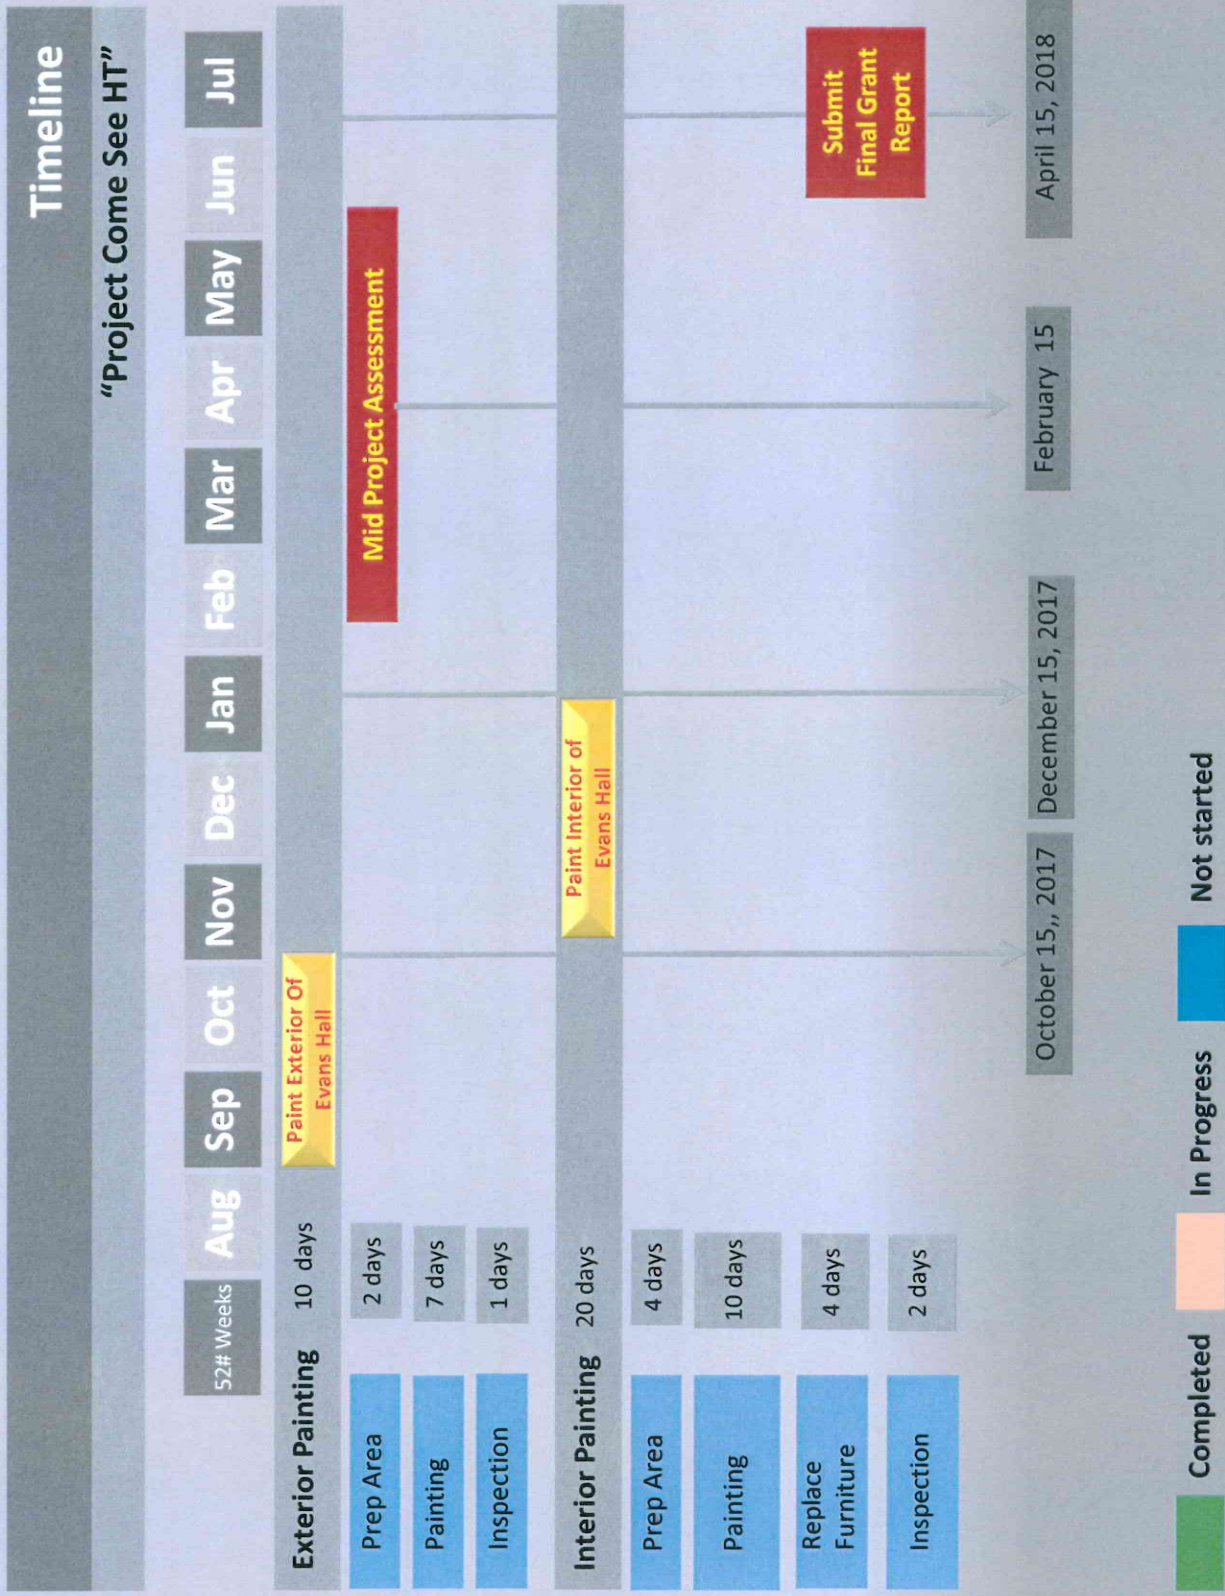 Timeline
“Project Come See HT”
52# Weeks Aug Sep Oct Nov Dec Jan Feb Mar Apr May Jun Jul
Exterior Painting 10 days
Paint Exterior Of
Evans Hall
Prep Area 2 days
Mid Project Assessment
Painting 7 days
Inspection 1 days
Interior Painting 20 days
Paint Interior of
Evans Hall
Prep Area 4 days
Painting 10 days
Replace
Furniture
4 days
Inspection 2 days
Submit
Final Grant
Report
October 15,, 2017 December 15, 2017 February 15 April 15, 2018
Completed In Progress Not started